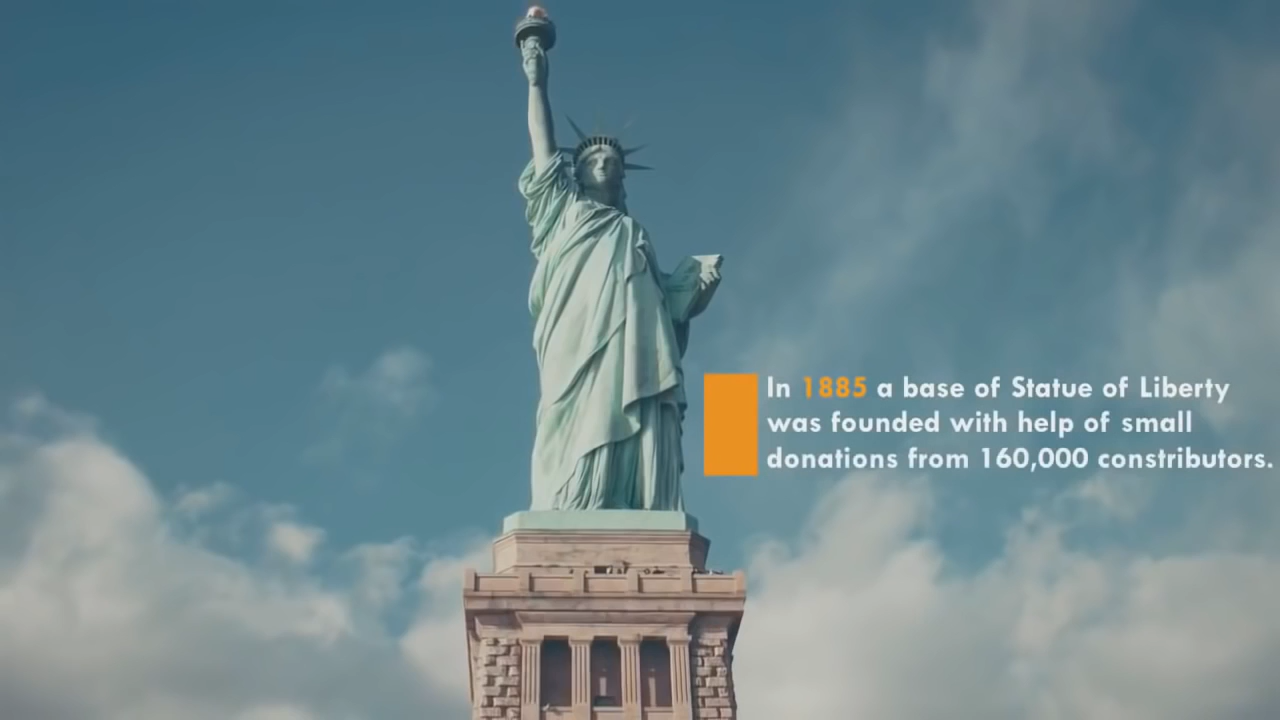 In 1885 a base of Statue of Liberty
was founded with help of small
donations from 160,000 constributors.